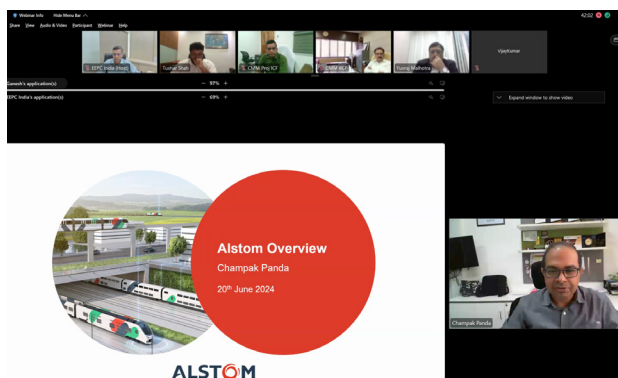 Webinar Info Hide Menu Bar
42:02
Share View Audio & Video Participant Webinar Help
EEPC India (Host)
Tushar Shah
CMM Proj ICF
CMM RCF
Yuvraj Malhotra
Vijaykumar
Ganesh's application(s) − 97% +
EEPC India's application(s) − 69% +
Expand window to show video
Alstom Overview
Champak Panda
20th June 2024
ALSTOM
Champak Panda